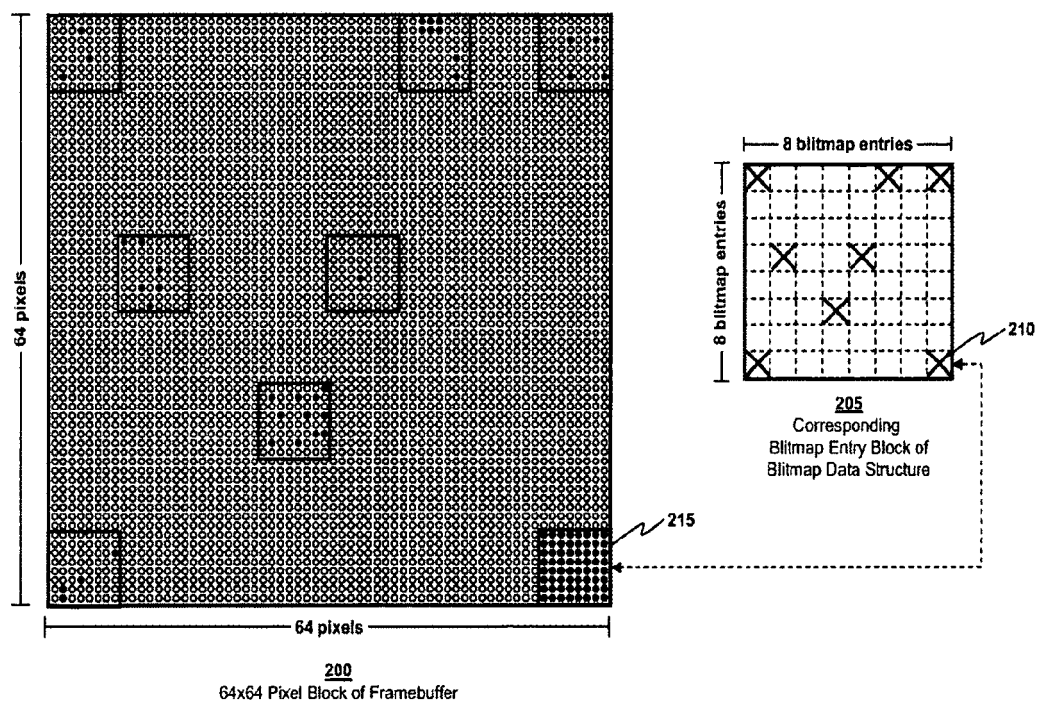 64 pixels
64 pixels
200
64x64 Pixel Block of Framebuffer
8 blitmap entries
8 blitmap entries
210
205
Corresponding
Blitmap Entry Block of
Blitmap Data Structure
215